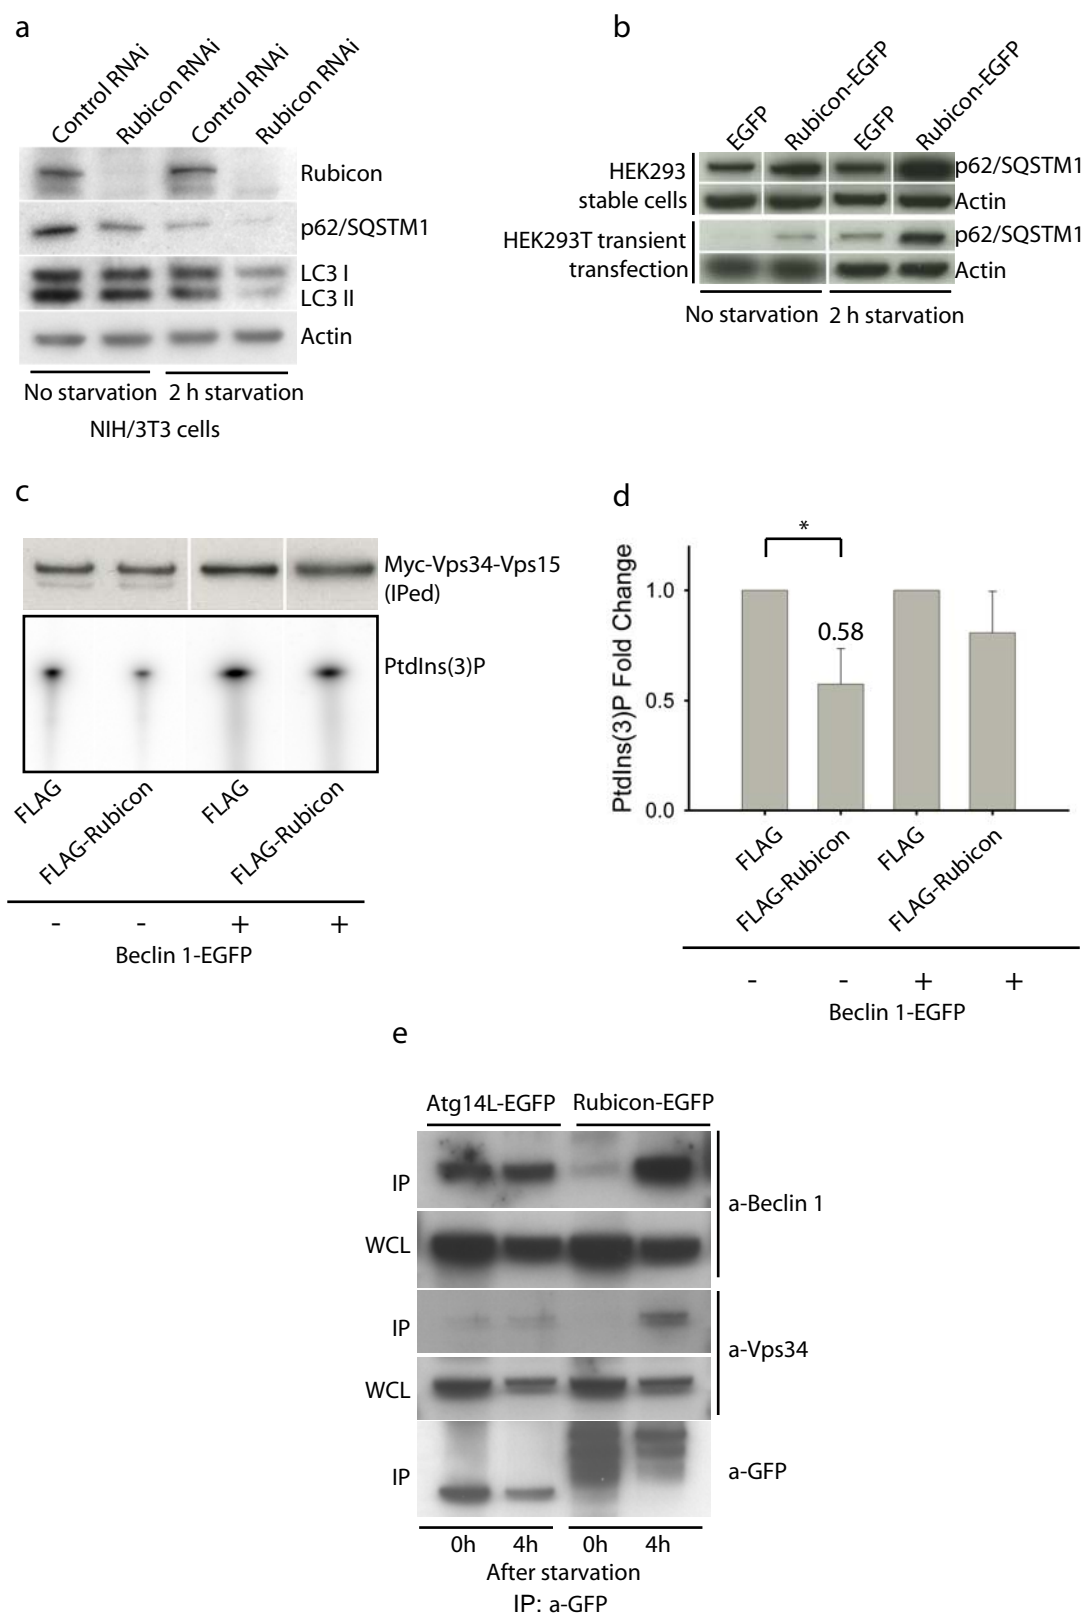 a
Control RNAi
Rubicon RNAi
Control RNAi
Rubicon RNAi
Rubicon
p62/SQSTM1
LC3 I
LC3 II
Actin
No starvation
2 h starvation
NIH/3T3 cells
b
EGFP
Rubicon-EGFP
EGFP
Rubicon-EGFP
HEK293
stable cells
p62/SQSTM1
Actin
HEK293T transient
transfection
p62/SQSTM1
Actin
No starvation
2 h starvation
c
Myc-Vps34-Vps15
(IPed)
PtdIns(3)P
FLAG
FLAG-Rubicon
FLAG
FLAG-Rubicon
- - + +
Beclin 1-EGFP
d
*
PtdIns(3)P Fold Change
1.0
0.5
0.0
0.58
FLAG
FLAG-Rubicon
FLAG
FLAG-Rubicon
- - + +
Beclin 1-EGFP
e
Atg14L-EGFP
Rubicon-EGFP
IP
WCL
a-Beclin 1
IP
WCL
a-Vps34
IP
a-GFP
0h 4h 0h 4h
After starvation
IP: a-GFP